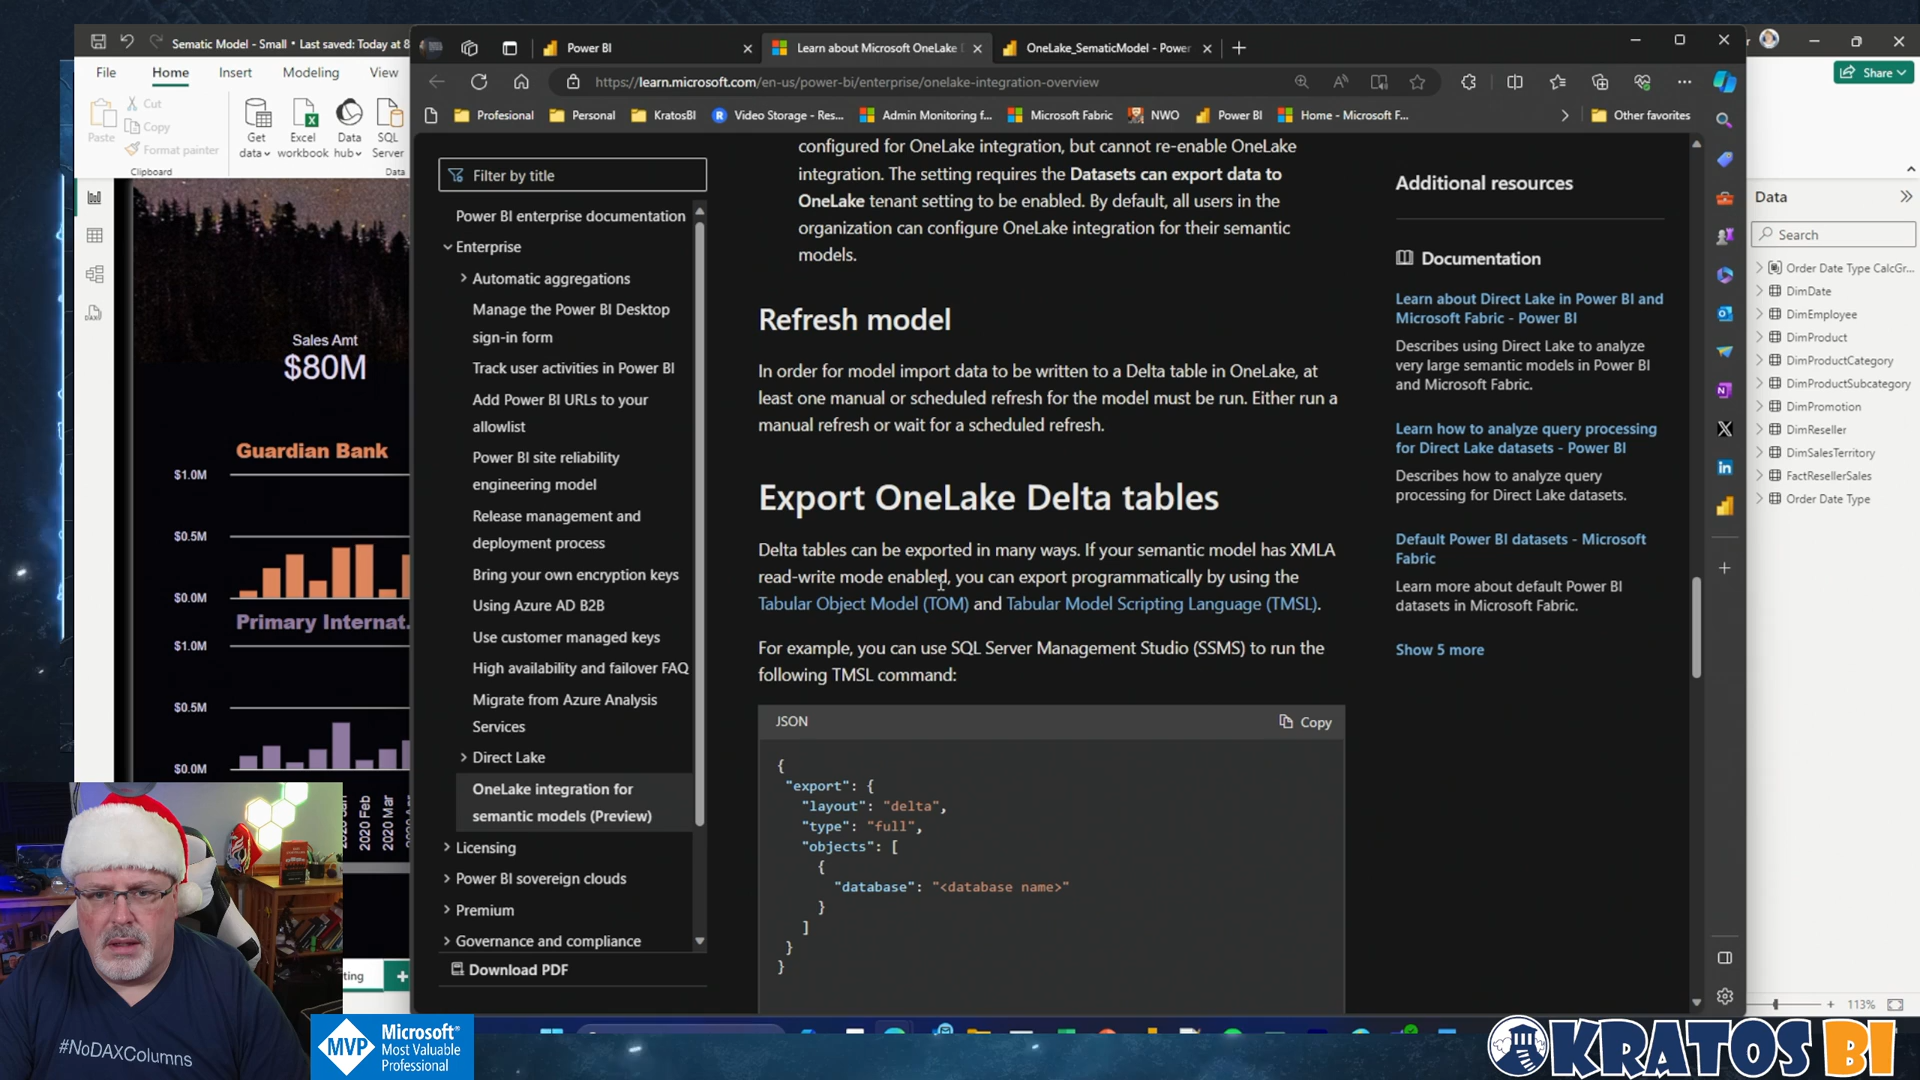 Sematic Model - Small • Last saved: Today at 8
File
Home
Insert
Modeling
View
Share
Paste
Cut
Copy
Format painter
Clipboard
Get
data
Excel
workbook
Data
hub
SQL
Server
Data
Sales Amt
$80M
Guardian Bank
$1.0M
$0.5M
$0.0M
Primary Internat.
$1.0M
$0.5M
$0.0M
2020 Feb
2020 Mar
ting
Power BI
Learn about Microsoft OneLake
OneLake_SematicModel - Power
https://learn.microsoft.com/en-us/power-bi/enterprise/onelake-integration-overview
Profesional
Personal
KratosBI
Video Storage - Res...
Admin Monitoring f...
Microsoft Fabric
NWO
Power BI
Home - Microsoft F...
Other favorites
Filter by title
Power BI enterprise documentation
Enterprise
Automatic aggregations
Manage the Power BI Desktop
sign-in form
Track user activities in Power BI
Add Power BI URLs to your
allowlist
Power BI site reliability
engineering model
Release management and
deployment process
Bring your own encryption keys
Using Azure AD B2B
Use customer managed keys
High availability and failover FAQ
Migrate from Azure Analysis
Services
Direct Lake
OneLake integration for
semantic models (Preview)
Licensing
Power BI sovereign clouds
Premium
Governance and compliance
Download PDF
configured for OneLake integration, but cannot re-enable OneLake
integration. The setting requires the Datasets can export data to
OneLake tenant setting to be enabled. By default, all users in the
organization can configure OneLake integration for their semantic
models.
Refresh model
In order for model import data to be written to a Delta table in OneLake, at
least one manual or scheduled refresh for the model must be run. Either run a
manual refresh or wait for a scheduled refresh.
Export OneLake Delta tables
Delta tables can be exported in many ways. If your semantic model has XMLA
read-write mode enabled, you can export programmatically by using the
Tabular Object Model (TOM) and Tabular Model Scripting Language (TMSL).
For example, you can use SQL Server Management Studio (SSMS) to run the
following TMSL command:
JSON
Copy
{
"export": {
"layout": "delta",
"type": "full",
"objects": [
{
"database": "<database name>"
}
]
}
}
Additional resources
Documentation
Learn about Direct Lake in Power BI and
Microsoft Fabric - Power BI
Describes using Direct Lake to analyze
very large semantic models in Power BI
and Microsoft Fabric.
Learn how to analyze query processing
for Direct Lake datasets - Power BI
Describes how to analyze query
processing for Direct Lake datasets.
Default Power BI datasets - Microsoft
Fabric
Learn more about default Power BI
datasets in Microsoft Fabric.
Show 5 more
Data
Search
Order Date Type CalcGr...
DimDate
DimEmployee
DimProduct
DimProductCategory
DimProductSubcategory
DimPromotion
DimReseller
DimSalesTerritory
FactResellerSales
Order Date Type
113%
#NoDAXColumns
Microsoft®
MVP
Most Valuable
Professional
KRATOS BI